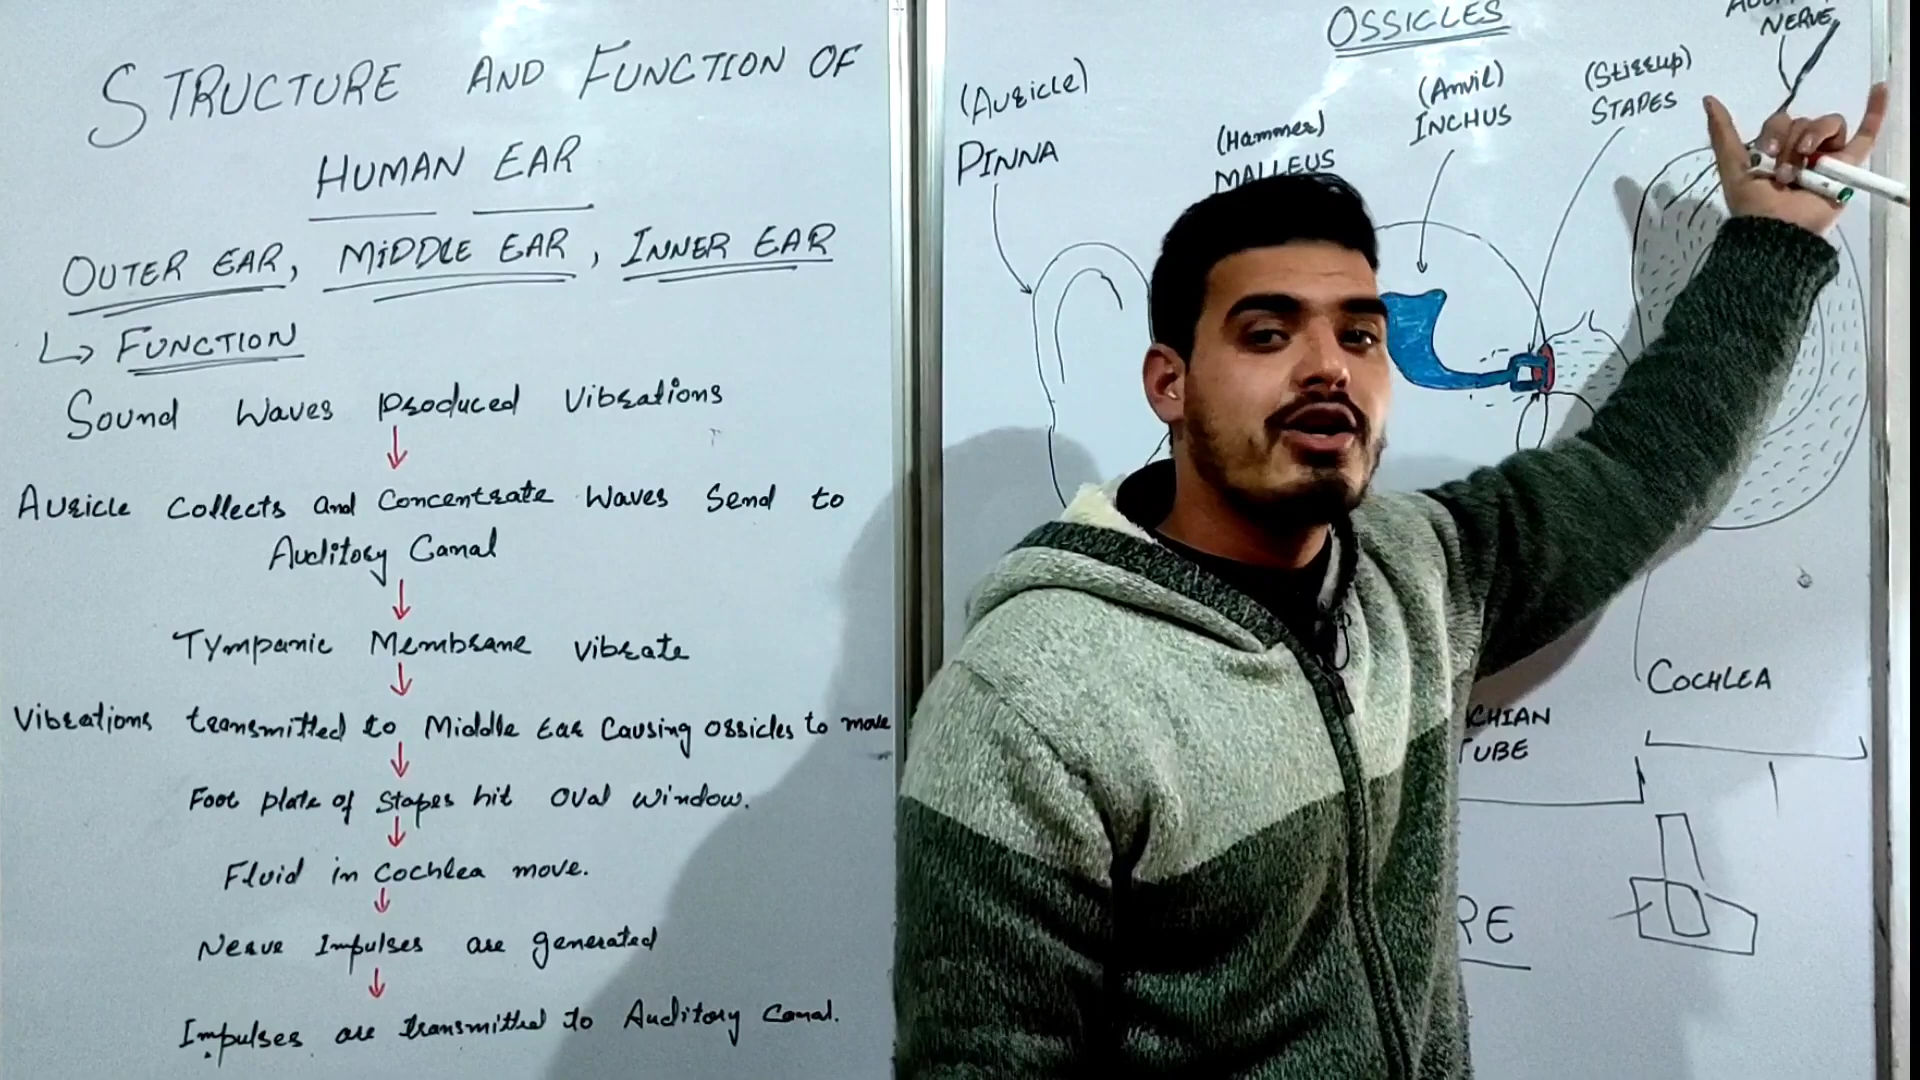 STRUCTURE AND FUNCTION OF
HUMAN EAR
OUTER EAR, MIDDLE EAR, INNER EAR
↳ FUNCTION
Sound Waves Produced Vibrations
↓
Auricle Collects and Concentrate Waves Send to
Auditory Canal
↓
Tympanic Membrane vibrate
↓
Vibrations transmitted to Middle Ear Causing ossicles to move
↓
Foot plate of Stapes hit oval window.
↓
Fluid in Cochlea move.
↓
Nerve Impulses are generated
↓
Impulses are transmitted to Auditory Canal.
OSSICLES
NERVE
(Auricle)
PINNA
(Hammer)
MALLEUS
(Anvil)
INCHUS
(Stirrup)
STAPES
COCHLEA
CHIAN
TUBE
RE